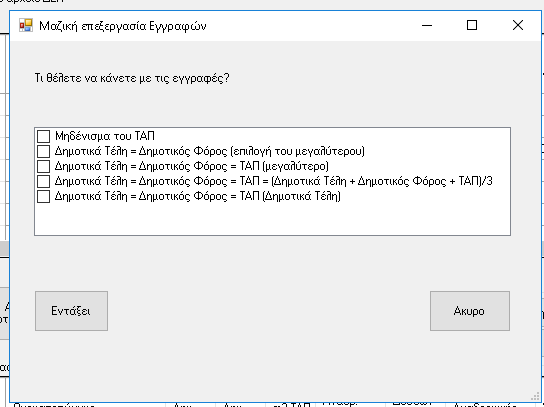 Μαζική επεξεργασία Εγγραφών
Τι θέλετε να κάνετε με τις εγγραφές?
Μηδένισμα του ΤΑΠ
Δημοτικά Τέλη = Δημοτικός Φόρος (επιλογή του μεγαλύτερου)
Δημοτικά Τέλη = Δημοτικός Φόρος = ΤΑΠ (μεγαλύτερο)
Δημοτικά Τέλη = Δημοτικός Φόρος = ΤΑΠ = (Δημοτικά Τέλη + Δημοτικός Φόρος + ΤΑΠ)/3
Δημοτικά Τέλη = Δημοτικός Φόρος = ΤΑΠ (Δημοτικά Τέλη)
Εντάξει
Ακυρο